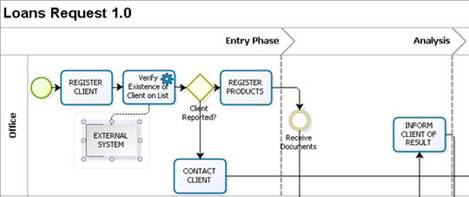 Loans Request 1.0
Entry Phase
Analysis
Office
REGISTER
CLIENT
Verify
Existence of
Client on List
Client
Reported?
REGISTER
PRODUCTS
EXTERNAL
SYSTEM
Receive
Documents
INFORM
CLIENT OF
RESULT
CONTACT
CLIENT